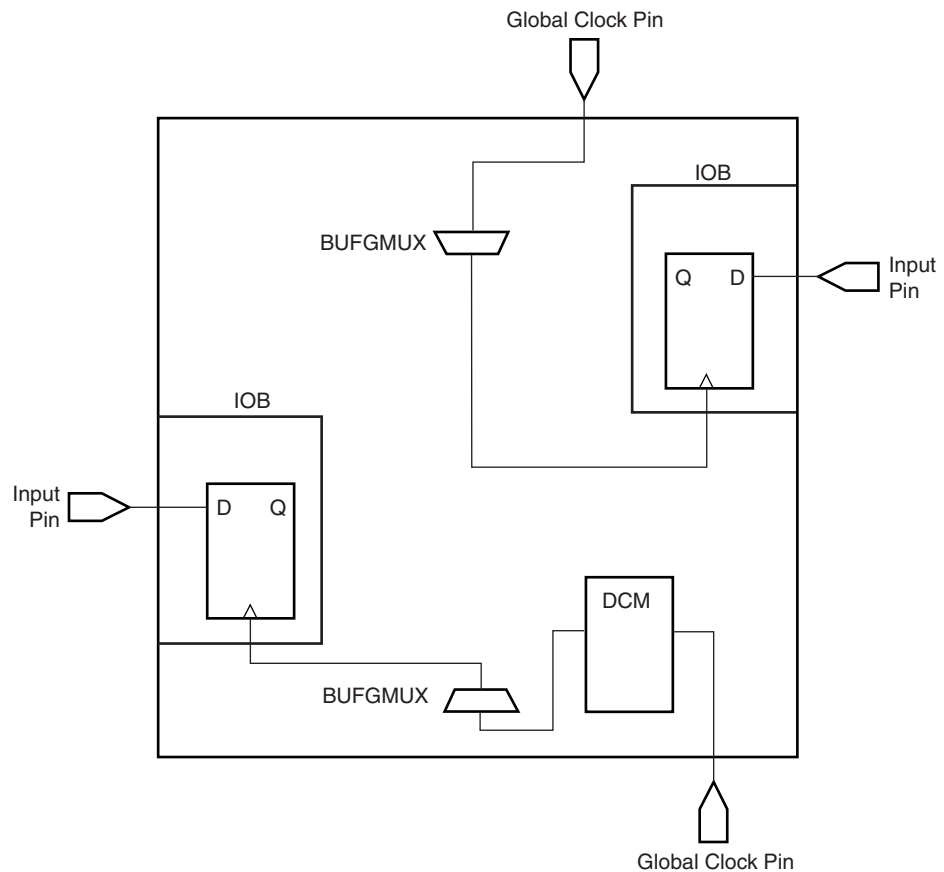 Global Clock Pin
IOB
BUFGMUX
Q D
Input
Pin
IOB
Input
Pin
D Q
DCM
BUFGMUX
Global Clock Pin